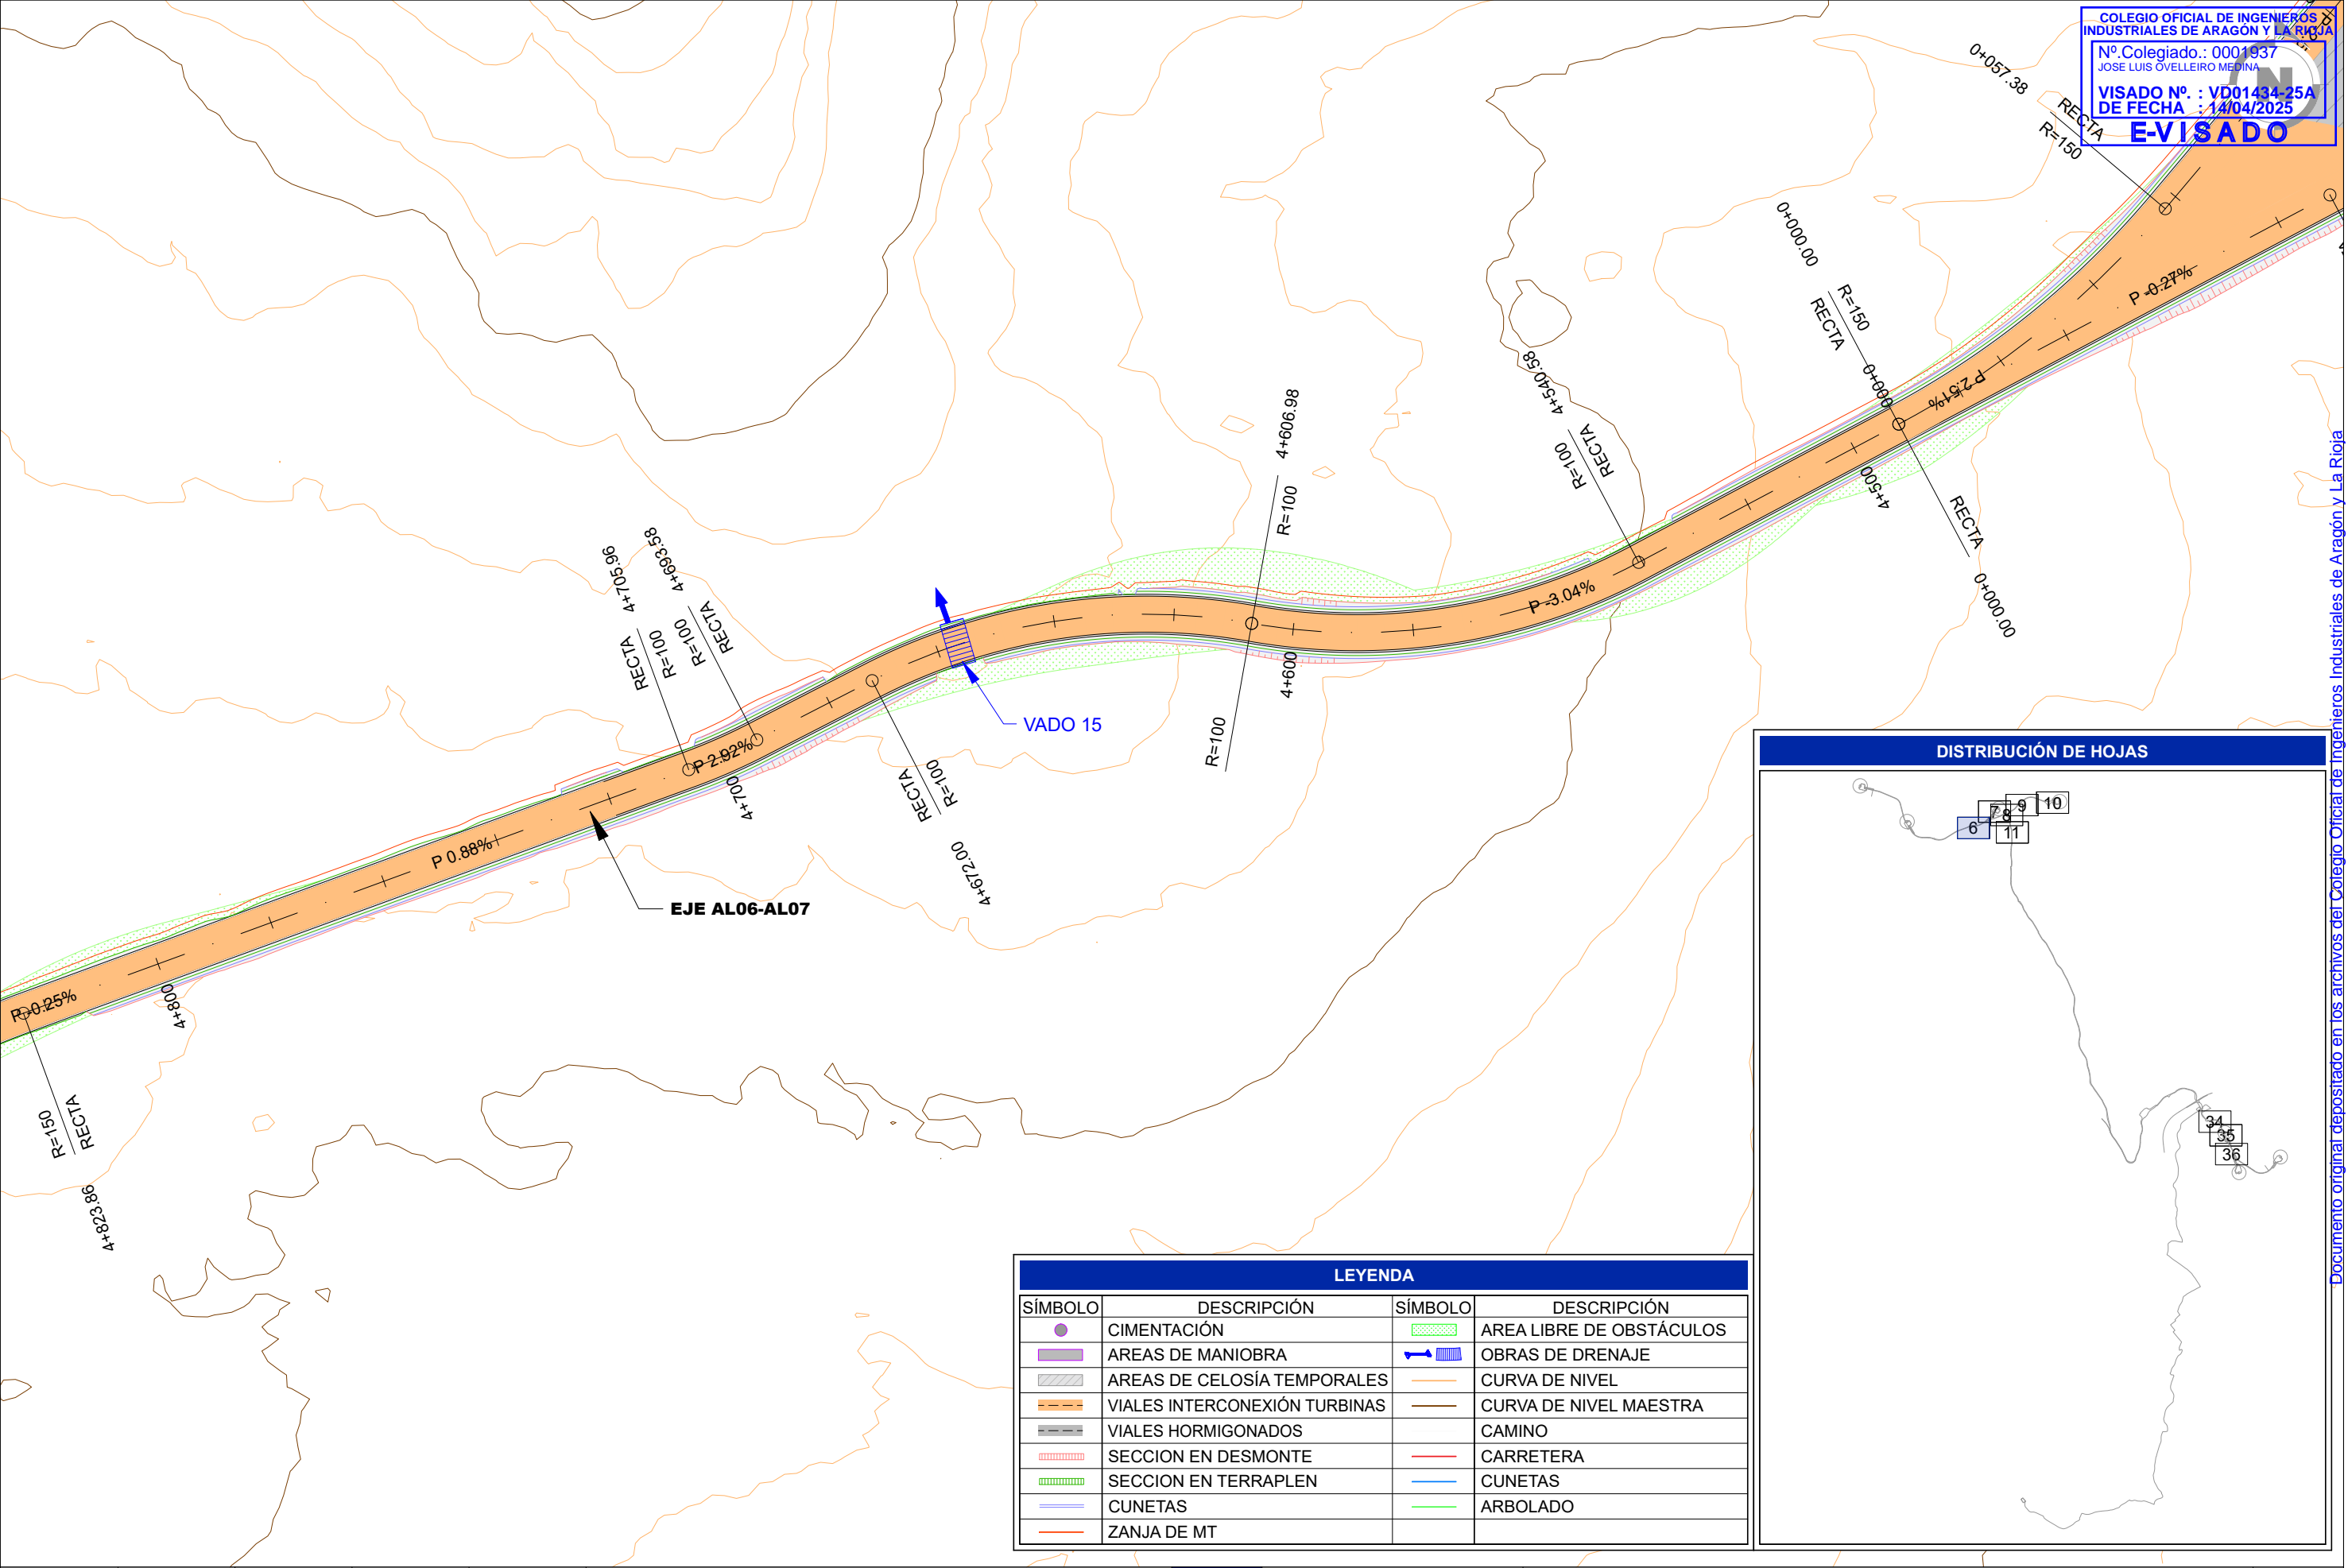 COLEGIO OFICIAL DE INGENIEROS
INDUSTRIALES DE ARAGÓN Y LA RIOJA
Nº.Colegiado.: 0001937
JOSE LUIS OVELLEIRO MEDINA
VISADO Nº. : VD01434-25A
DE FECHA : 14/04/2025
E-VISADO
N
0+057.38
RECTA
R=150
0+000.00
R=150
RECTA
0+000
P 2.51%
P -0.27%
4+500
RECTA
0+000.00
4+540.58
RECTA
R=100
P -3.04%
4+606.98
R=100
R=100
4+600
VADO 15
4+693.58
RECTA
R=100
4+705.96
RECTA
R=100
P 2.92%
4+700
RECTA
R=100
4+672.00
EJE AL06-AL07
P 0.88%
4+800
P -0.25%
R=150
RECTA
4+823.86
DISTRIBUCIÓN DE HOJAS
6
7
8
9
10
11
34
35
36
LEYENDA
SÍMBOLO DESCRIPCIÓN SÍMBOLO DESCRIPCIÓN
CIMENTACIÓN AREA LIBRE DE OBSTÁCULOS
AREAS DE MANIOBRA OBRAS DE DRENAJE
AREAS DE CELOSÍA TEMPORALES CURVA DE NIVEL
VIALES INTERCONEXIÓN TURBINAS CURVA DE NIVEL MAESTRA
VIALES HORMIGONADOS CAMINO
SECCION EN DESMONTE CARRETERA
SECCION EN TERRAPLEN CUNETAS
CUNETAS ARBOLADO
ZANJA DE MT
Documento original depositado en los archivos del Colegio Oficial de Ingenieros Industriales de Aragón y La Rioja